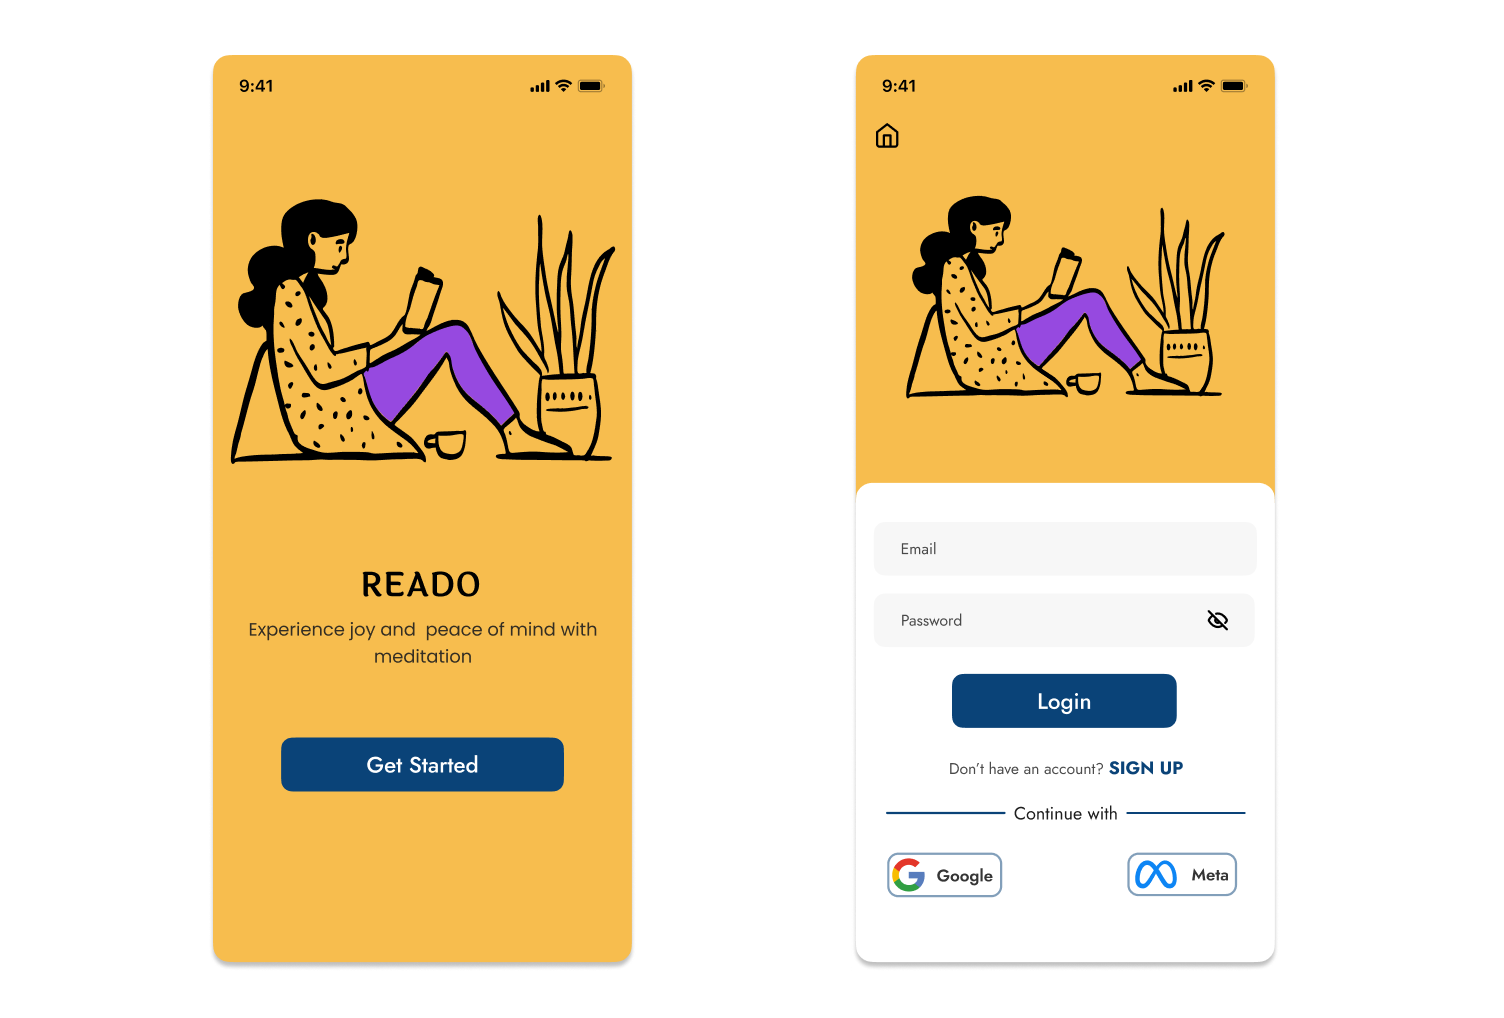 9:41
READO
Experience joy and  peace of mind with
meditation
Get Started
9:41
Email
Password
Login
Don't have an account? SIGN UP
Continue with
Google
Meta